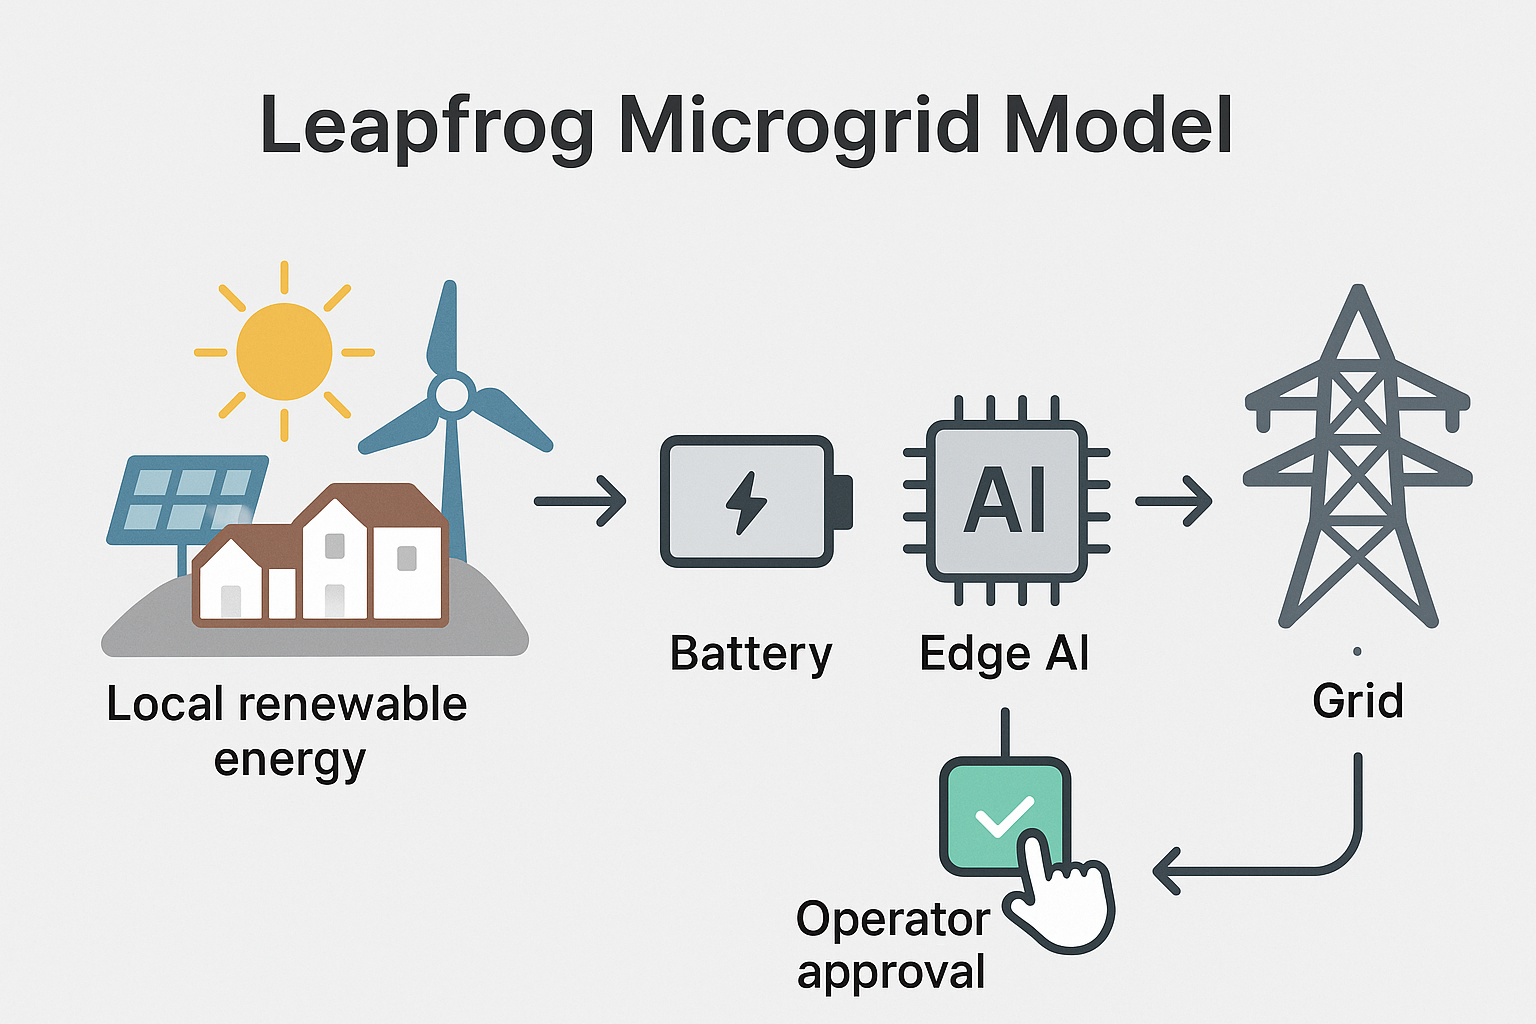 Leapfrog Microgrid Model
AI
Battery
Edge AI
Local renewable
energy
Grid
Operator
approval